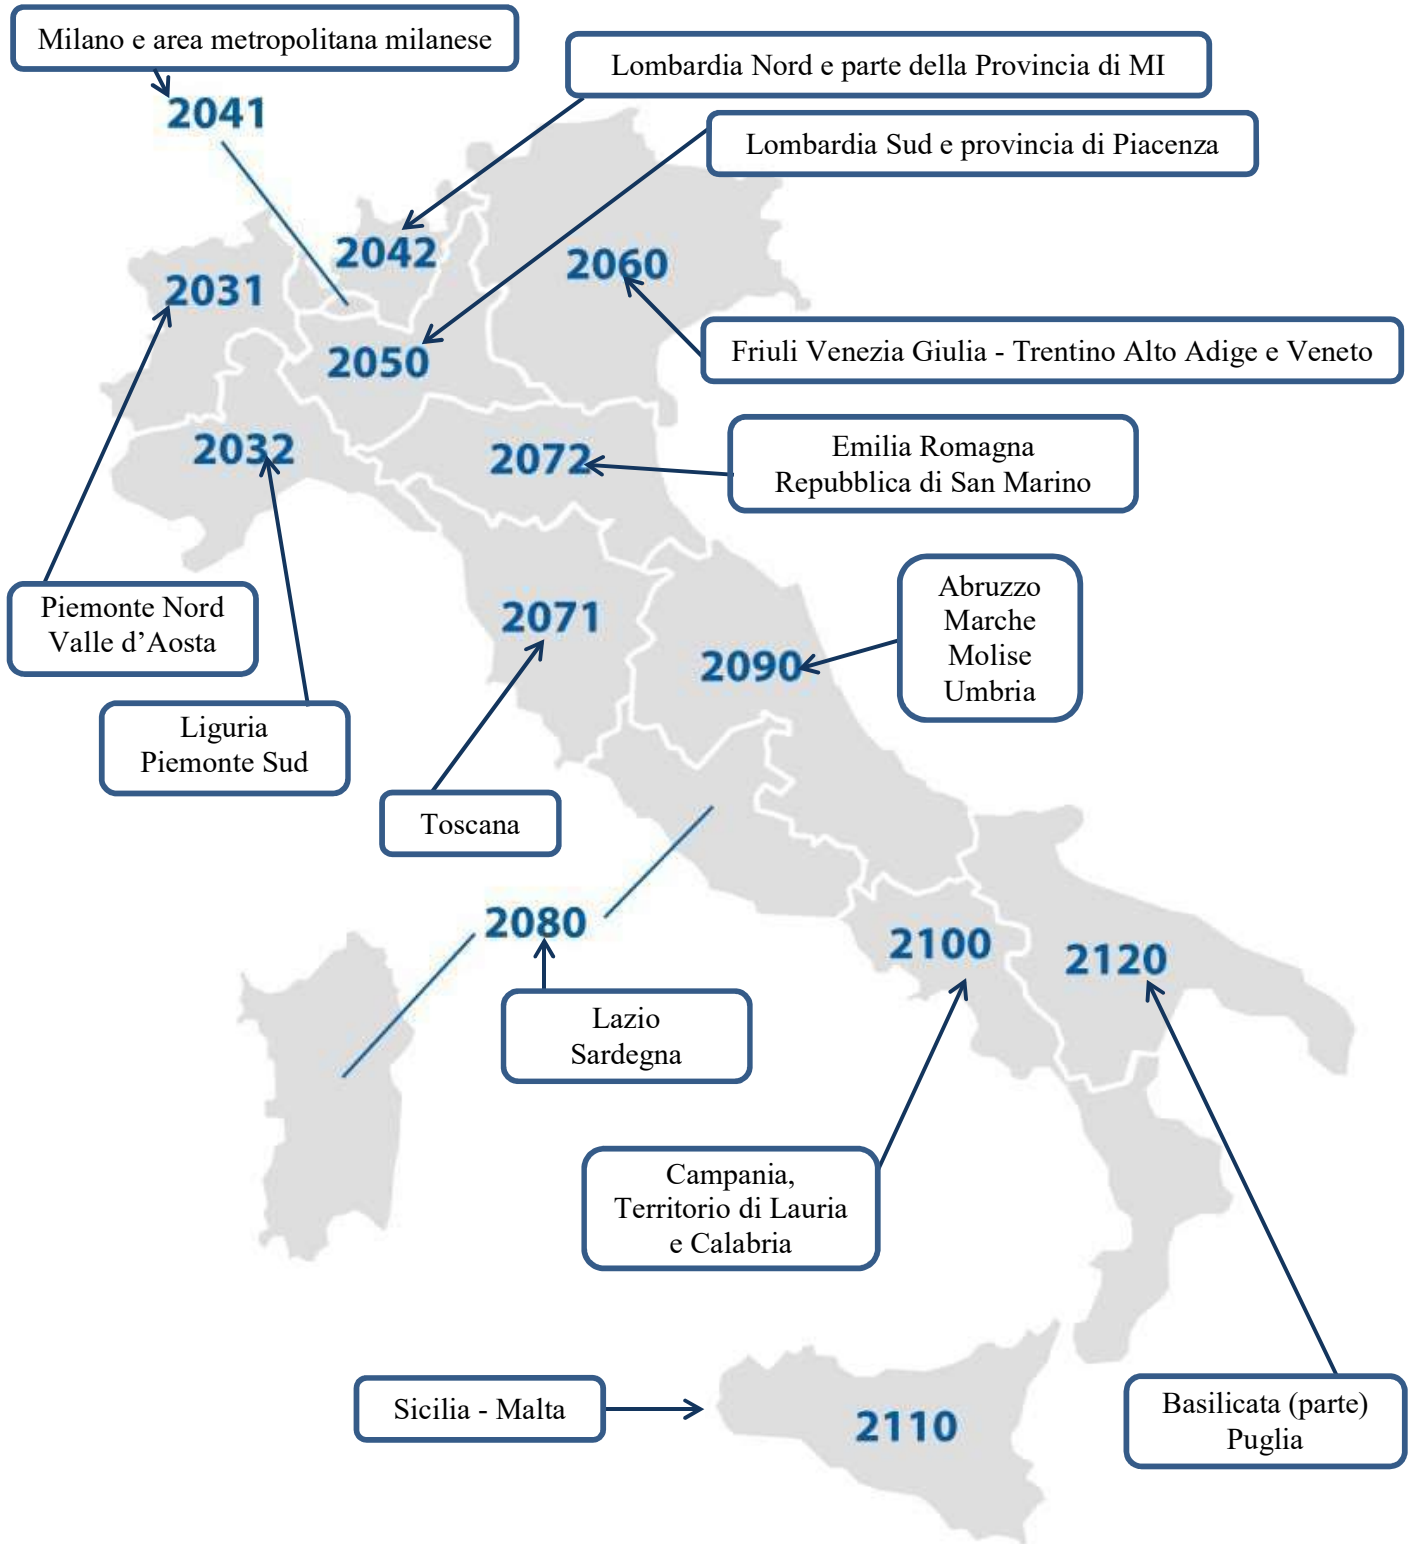 Milano e area metropolitana milanese
Lombardia Nord e parte della Provincia di MI
2041
Lombardia Sud e provincia di Piacenza
2042
2060
2031
Friuli Venezia Giulia - Trentino Alto Adige e Veneto
2050
2032
2072
Emilia Romagna
Repubblica di San Marino
Piemonte Nord
Valle d’Aosta
2071
Abruzzo
Marche
Molise
Umbria
2090
Liguria
Piemonte Sud
Toscana
2080
2100
2120
Lazio
Sardegna
Campania,
Territorio di Lauria
e Calabria
Sicilia - Malta
2110
Basilicata (parte)
Puglia